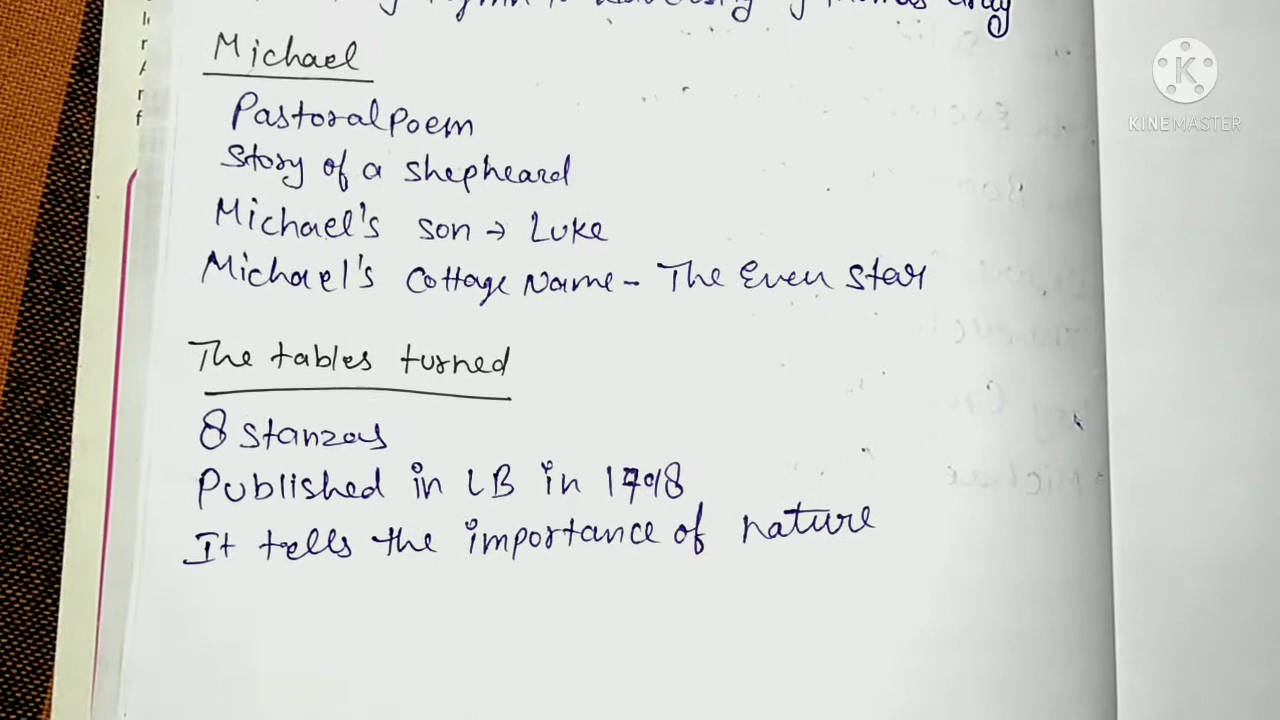 Michael
Pastoral poem
Story of a shepheard
Michael's son → Luke
Michael's Cottage Name - The Even Star
The tables turned
8 stanzas
Published in LB in 1798
It tells the importance of nature
K
KINEMASTER